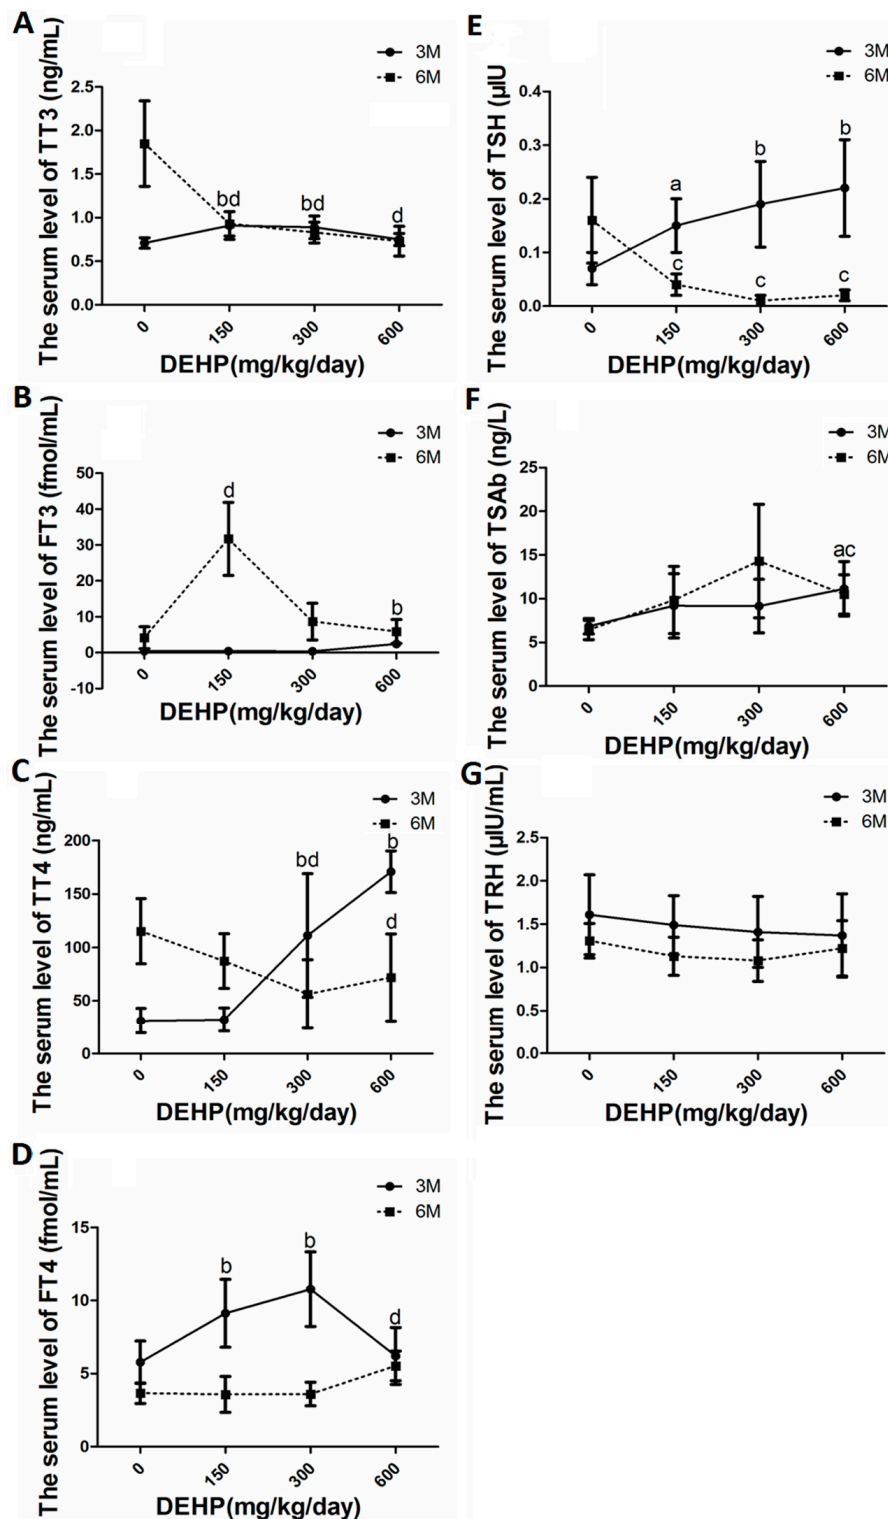 A
3M
6M
The serum level of TT3 (ng/mL)
2.5
2.0
1.5
1.0
0.5
0.0
bd
bd
d
0
150
300
600
DEHP(mg/kg/day)
B
3M
6M
The serum level of FT3 (fmol/mL)
50
40
30
20
10
0
-10
d
b
0
150
300
600
DEHP(mg/kg/day)
C
3M
6M
The serum level of TT4 (ng/mL)
200
150
100
50
0
bd
b
d
0
150
300
600
DEHP(mg/kg/day)
D
3M
6M
The serum level of FT4 (fmol/mL)
15
10
5
0
b
b
d
0
150
300
600
DEHP(mg/kg/day)
E
3M
6M
The serum level of TSH (µIU
0.4
0.3
0.2
0.1
0.0
a
b
b
c
c
c
0
150
300
600
DEHP(mg/kg/day)
F
3M
6M
The serum level of TSAb (ng/L)
25
20
15
10
5
0
ac
0
150
300
600
DEHP(mg/kg/day)
G
3M
6M
The serum level of TRH (µIU/mL)
2.5
2.0
1.5
1.0
0.5
0.0
0
150
300
600
DEHP(mg/kg/day)